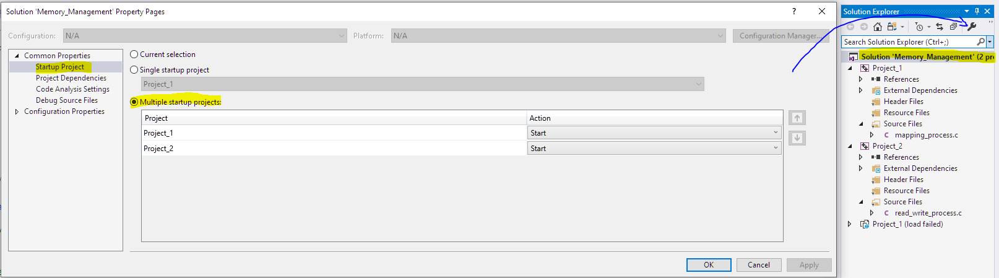 Solution 'Memory_Management' Property Pages
? ×
Configuration: N/A Platform: N/A Configuration Manager...
Common Properties
Startup Project
Project Dependencies
Code Analysis Settings
Debug Source Files
Configuration Properties
Current selection
Single startup project
Project_1
Multiple startup projects:
Project Action
Project_1 Start
Project_2 Start
OK Cancel Apply
Solution Explorer
Search Solution Explorer (Ctrl+;)
Solution 'Memory_Management' (2 pro
Project_1
References
External Dependencies
Header Files
Resource Files
Source Files
C mapping_process.c
Project_2
References
External Dependencies
Header Files
Resource Files
Source Files
C read_write_process.c
Project_1 (load failed)